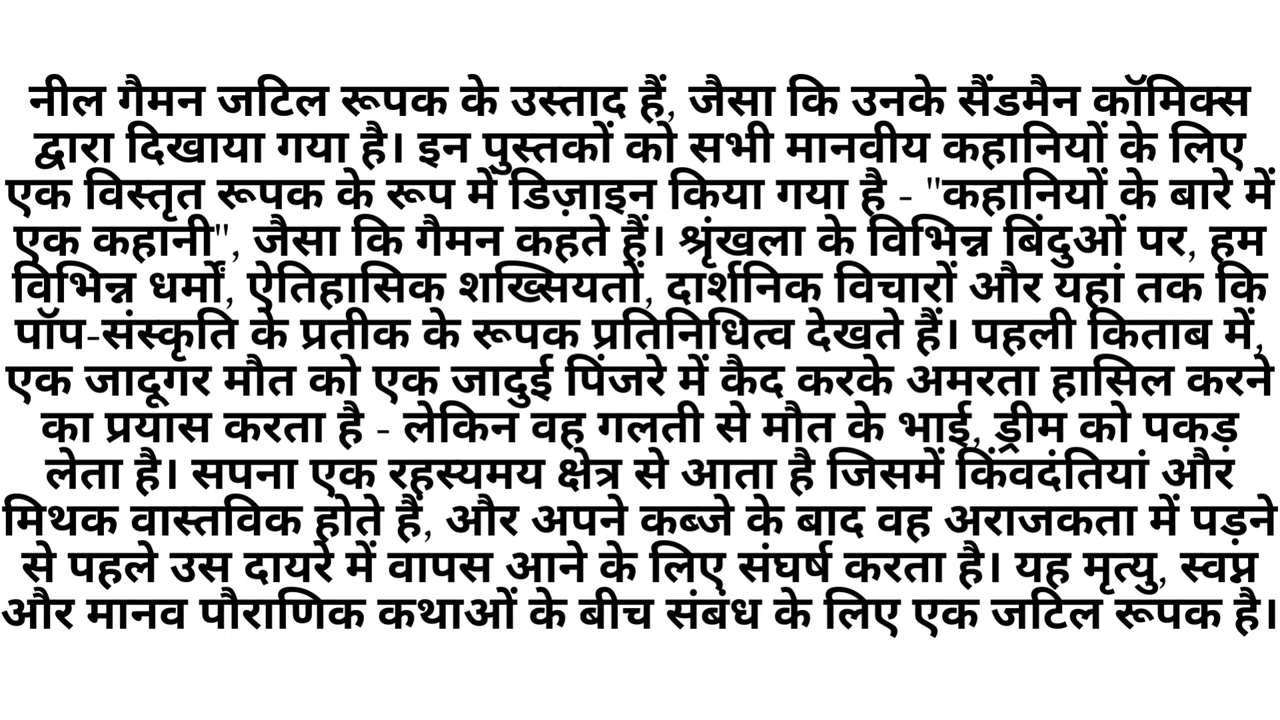 नील गैमन जटिल रूपक के उस्ताद हैं, जैसा कि उनके सैंडमैन कॉमिक्स
द्वारा दिखाया गया है। इन पुस्तकों को सभी मानवीय कहानियों के लिए
एक विस्तृत रूपक के रूप में डिज़ाइन किया गया है - "कहानियों के बारे में
एक कहानी", जैसा कि गैमन कहते हैं। श्रृंखला के विभिन्न बिंदुओं पर, हम
विभिन्न धर्मों, ऐतिहासिक शख्सियतों, दार्शनिक विचारों और यहां तक कि
पॉप-संस्कृति के प्रतीक के रूपक प्रतिनिधित्व देखते हैं। पहली किताब में,
एक जादूगर मौत को एक जादुई पिंजरे में कैद करके अमरता हासिल करने
का प्रयास करता है - लेकिन वह गलती से मौत के भाई, ड्रीम को पकड़
लेता है। सपना एक रहस्यमय क्षेत्र से आता है जिसमें किंवदंतियां और
मिथक वास्तविक होते हैं, और अपने कब्जे के बाद वह अराजकता में पड़ने
से पहले उस दायरे में वापस आने के लिए संघर्ष करता है। यह मृत्यु, स्वप्न
और मानव पौराणिक कथाओं के बीच संबंध के लिए एक जटिल रूपक है।